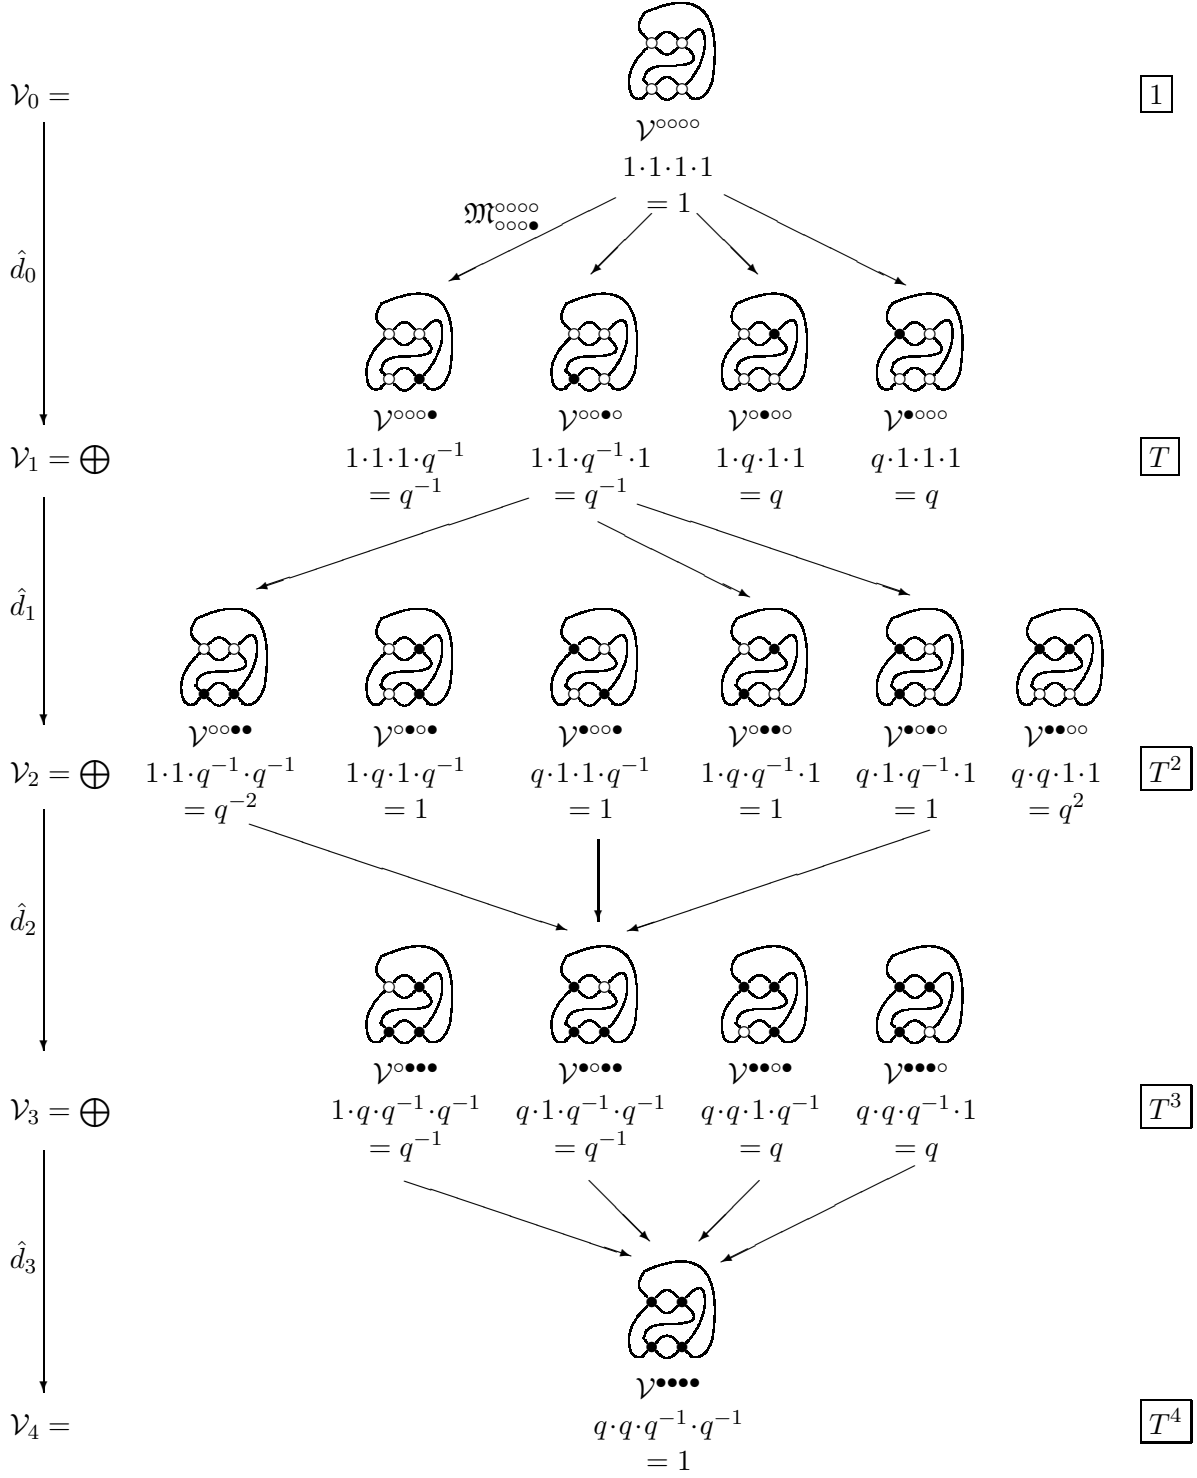 𝒱₀ =
1
𝒱^○○○○
1·1·1·1
= 1
𝔐^○○○○_○○○●
d̂₀
𝒱^○○○● 𝒱^○○●○ 𝒱^○●○○ 𝒱^●○○○
𝒱₁ = ⊕ 1·1·1·q⁻¹ 1·1·q⁻¹·1 1·q·1·1 q·1·1·1 T
= q⁻¹ = q⁻¹ = q = q
d̂₁
𝒱^○○●● 𝒱^○●○● 𝒱^●○○● 𝒱^○●●○ 𝒱^●○●○ 𝒱^●●○○
𝒱₂ = ⊕ 1·1·q⁻¹·q⁻¹ 1·q·1·q⁻¹ q·1·1·q⁻¹ 1·q·q⁻¹·1 q·1·q⁻¹·1 q·q·1·1 T²
= q⁻² = 1 = 1 = 1 = 1 = q²
d̂₂
𝒱^○●●● 𝒱^●○●● 𝒱^●●○● 𝒱^●●●○
𝒱₃ = ⊕ 1·q·q⁻¹·q⁻¹ q·1·q⁻¹·q⁻¹ q·q·1·q⁻¹ q·q·q⁻¹·1 T³
= q⁻¹ = q⁻¹ = q = q
d̂₃
𝒱^●●●●
𝒱₄ = q·q·q⁻¹·q⁻¹ T⁴
= 1